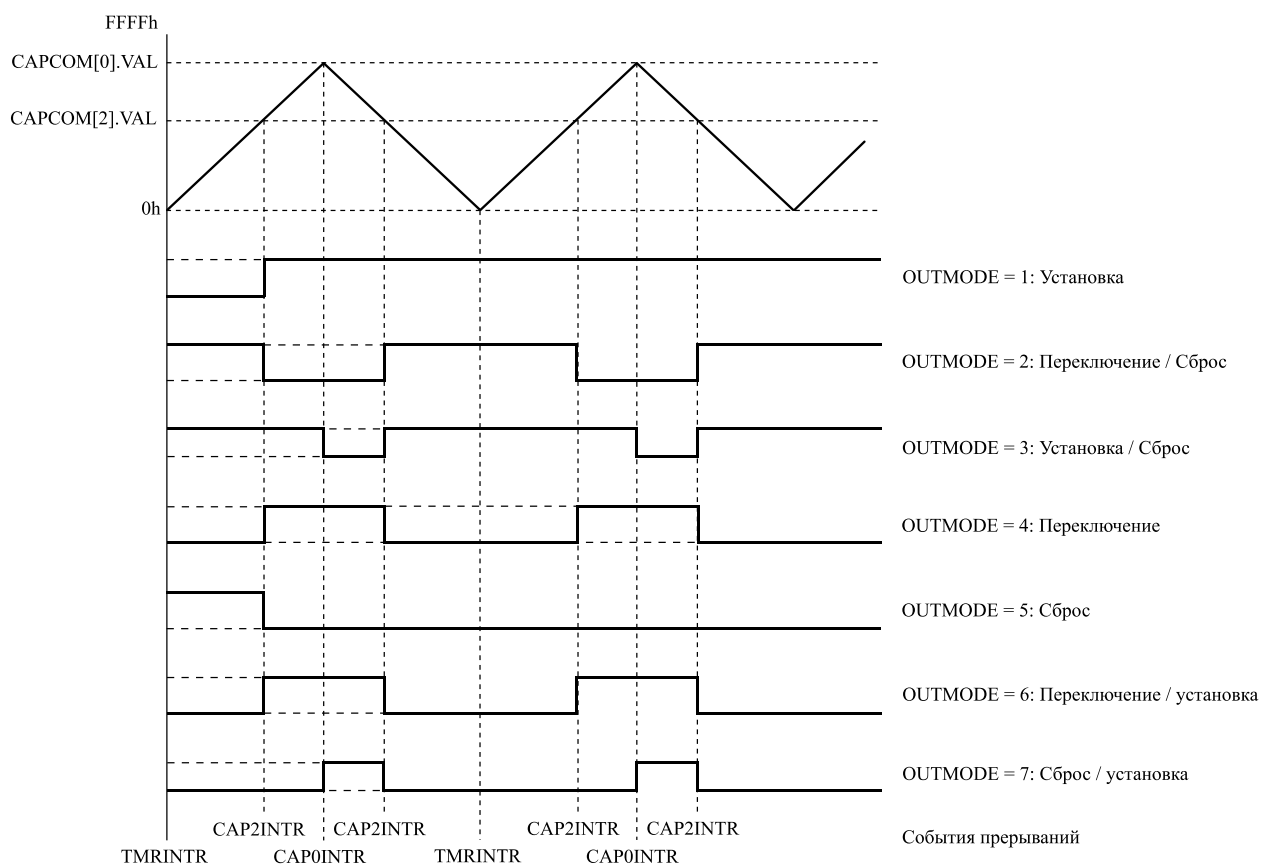 FFFFh
CAPCOM[0].VAL
CAPCOM[2].VAL
0h
OUTMODE = 1: Установка
OUTMODE = 2: Переключение / Сброс
OUTMODE = 3: Установка / Сброс
OUTMODE = 4: Переключение
OUTMODE = 5: Сброс
OUTMODE = 6: Переключение / установка
OUTMODE = 7: Сброс / установка
CAP2INTR CAP2INTR CAP2INTR CAP2INTR
События прерываний
TMRINTR CAP0INTR TMRINTR CAP0INTR